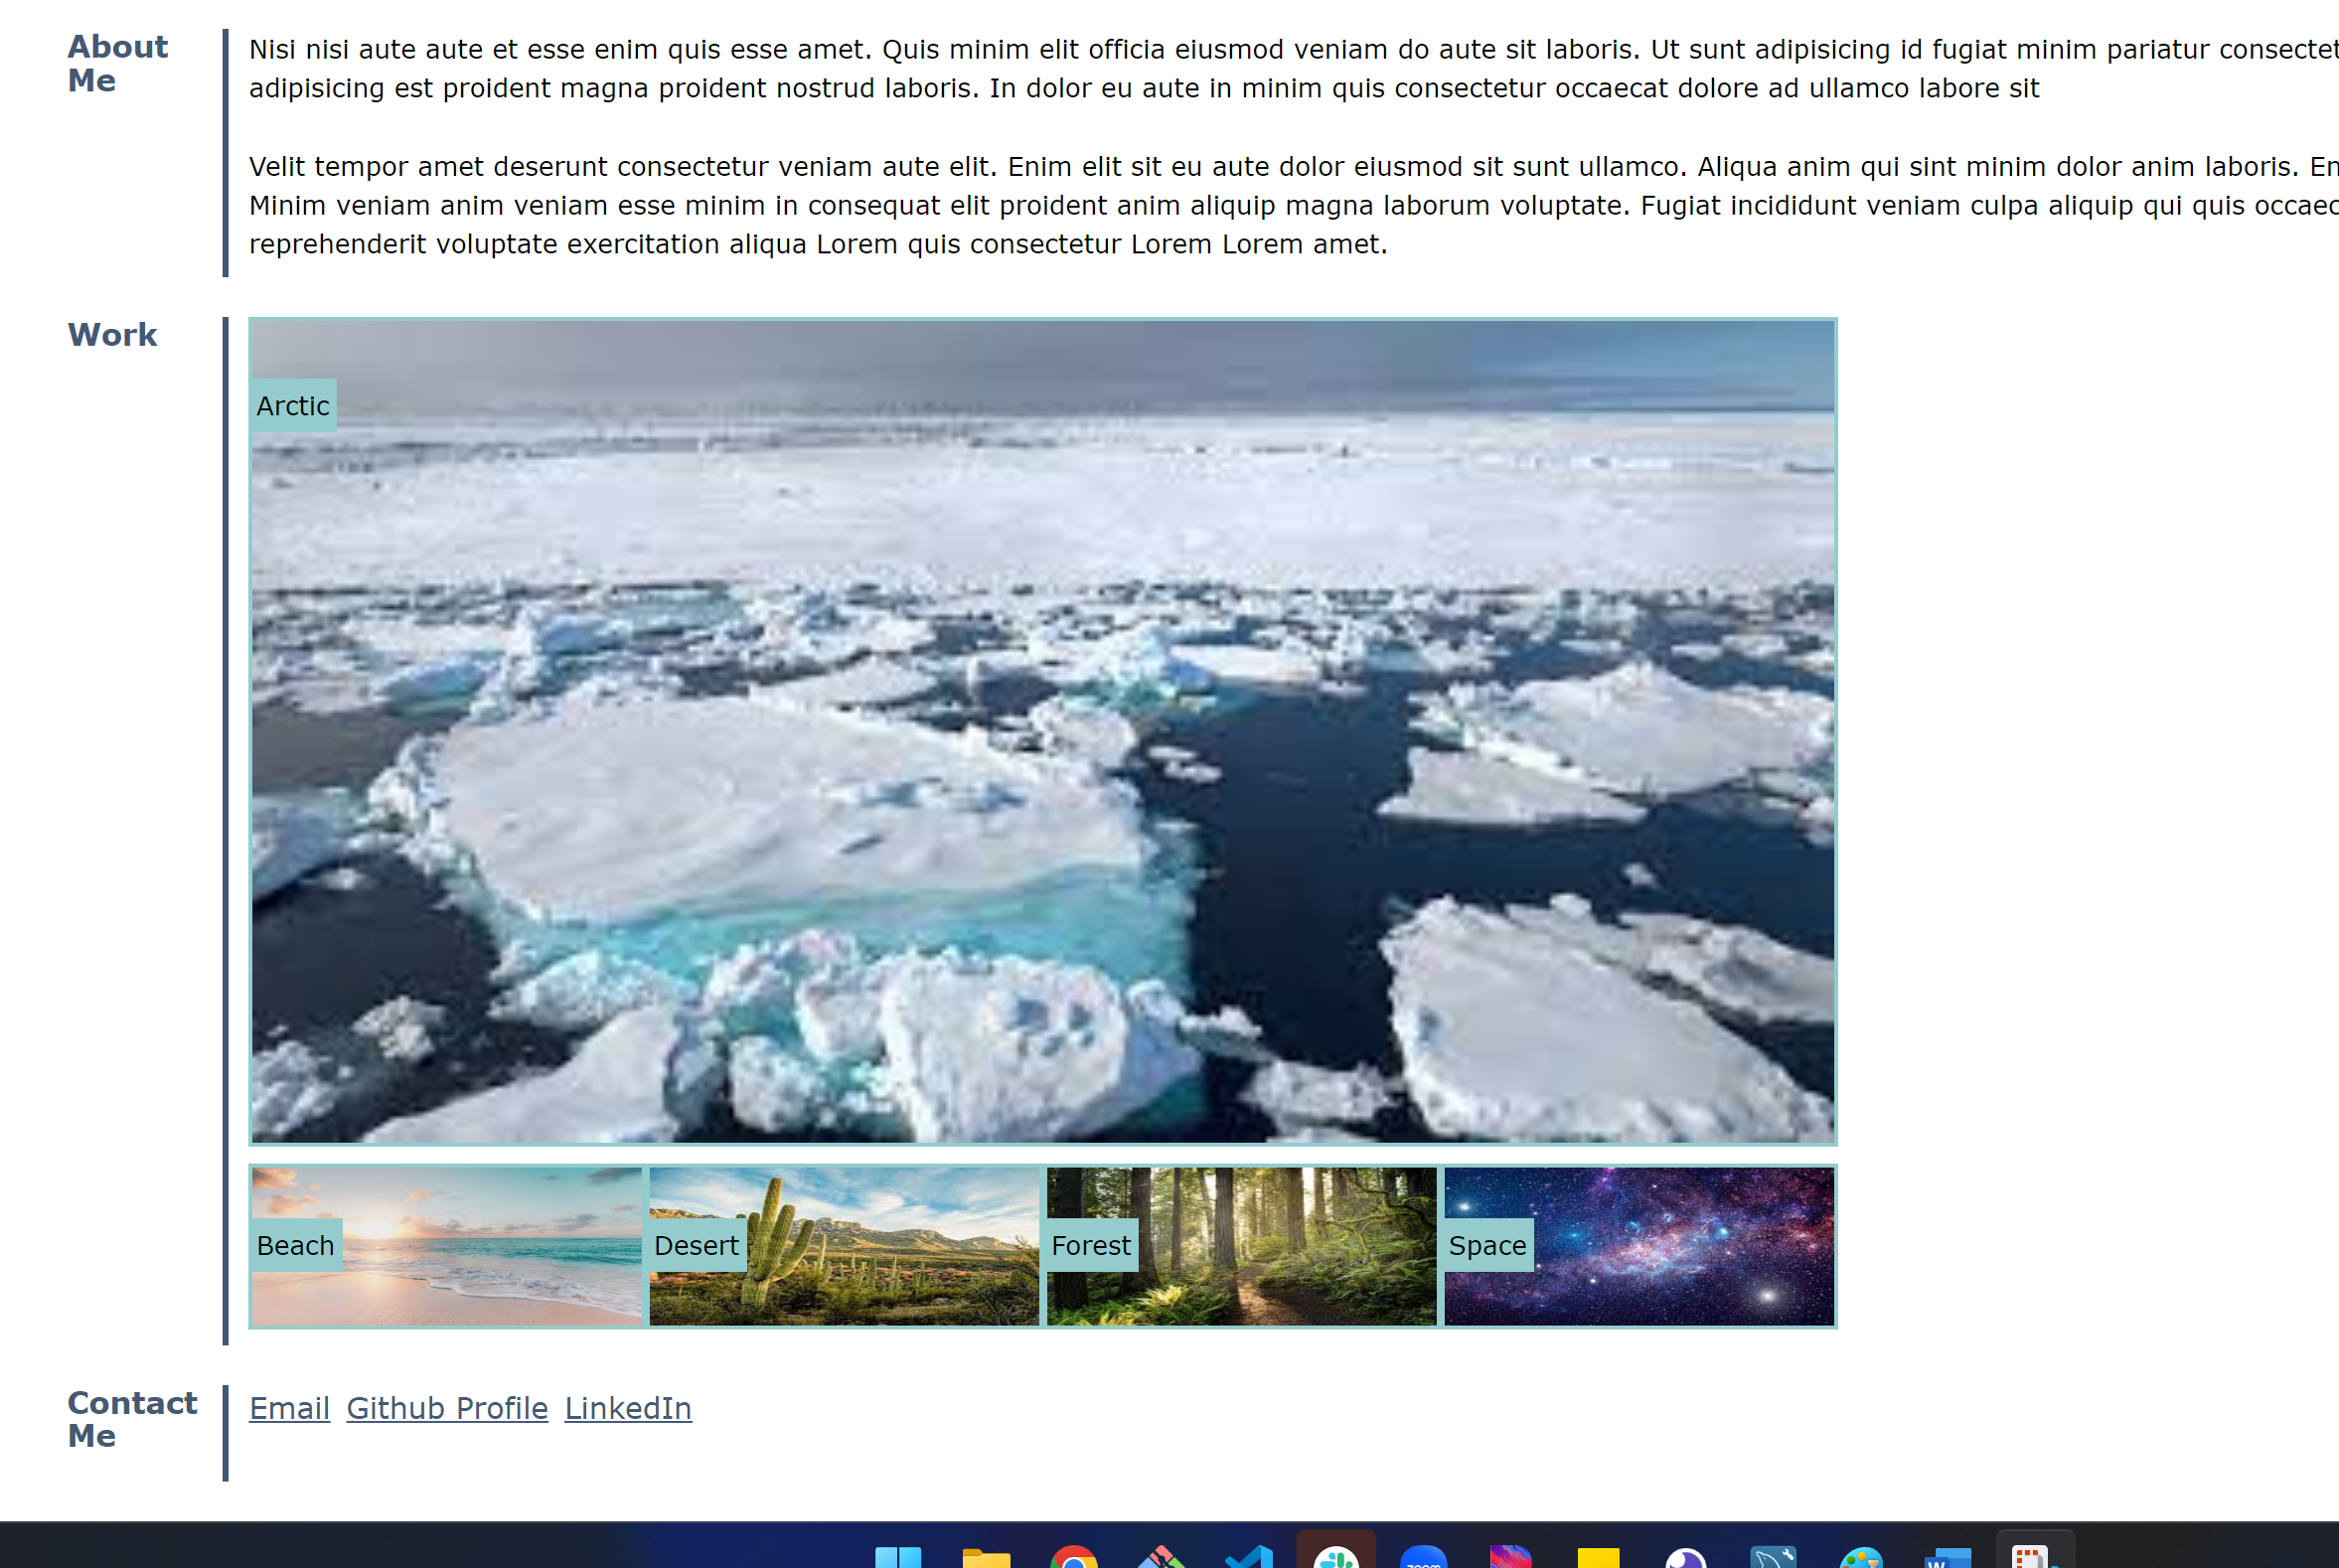 About
Me
Nisi nisi aute aute et esse enim quis esse amet. Quis minim elit officia eiusmod veniam do aute sit laboris. Ut sunt adipisicing id fugiat minim pariatur
adipisicing est proident magna proident nostrud laboris. In dolor eu aute in minim quis consectetur occaecat dolore ad ullamco labore sit
Velit tempor amet deserunt consectetur veniam aute elit. Enim elit sit eu aute dolor eiusmod sit sunt ullamco. Aliqua anim qui sint minim dolor anim laboris.
Minim veniam anim veniam esse minim in consequat elit proident anim aliquip magna laborum voluptate. Fugiat incididunt veniam culpa aliquip qui quis
reprehenderit voluptate exercitation aliqua Lorem quis consectetur Lorem Lorem amet.
Work
Arctic
Beach
Desert
Forest
Space
Contact
Me
Email Github Profile LinkedIn
zoom
W